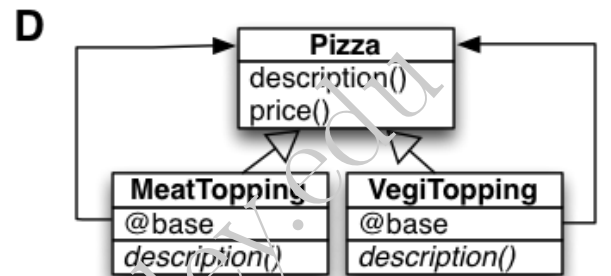 D
Pizza
description()
price()
MeatTopping
@base
description()
VegiTopping
@base
description()